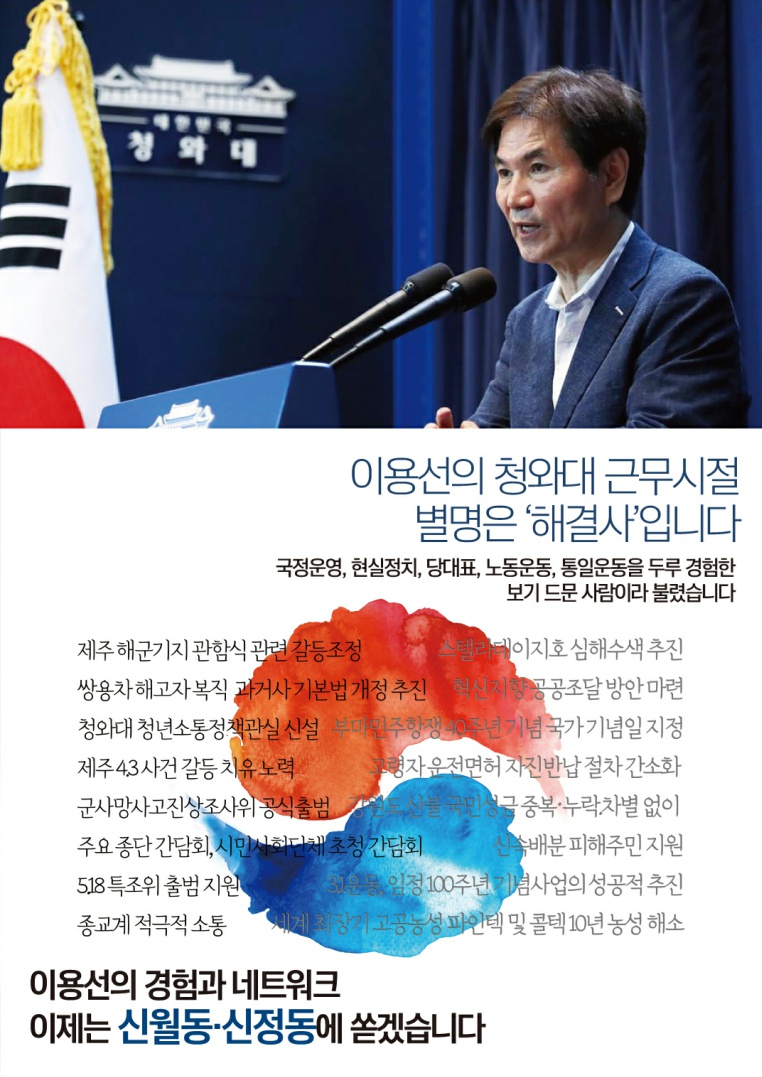 대한민국
청와대
이용선의 청와대 근무시절
별명은 ‘해결사’입니다
국정운영, 현실정치, 당대표, 노동운동, 통일운동을 두루 경험한
보기 드문 사람이라 불렸습니다
제주 해군기지 관함식 관련 갈등조정 스텔라데이지호 심해수색 추진
쌍용차 해고자 복직 과거사 기본법 개정 추진 혁신지향 공공조달 방안 마련
청와대 청년소통정책관실 신설 부마민주항쟁 40주년 기념 국가 기념일 지정
제주 4.3 사건 갈등 치유 노력 고령자 운전면허 자진반납 절차 간소화
군사망사고진상조사위 공식출범 강원도 산불 국민성금 중복·누락.차별 없이
주요 종단 간담회, 시민사회단체 초청 간담회 신속배분 피해주민 지원
5.18 특조위 출범 지원 3.1운동, 임정 100주년 기념사업의 성공적 추진
종교계 적극적 소통 세계 최장기 고공농성 파인텍 및 콜텍 10년 농성 해소
이용선의 경험과 네트워크
이제는 신월동·신정동에 쏟겠습니다